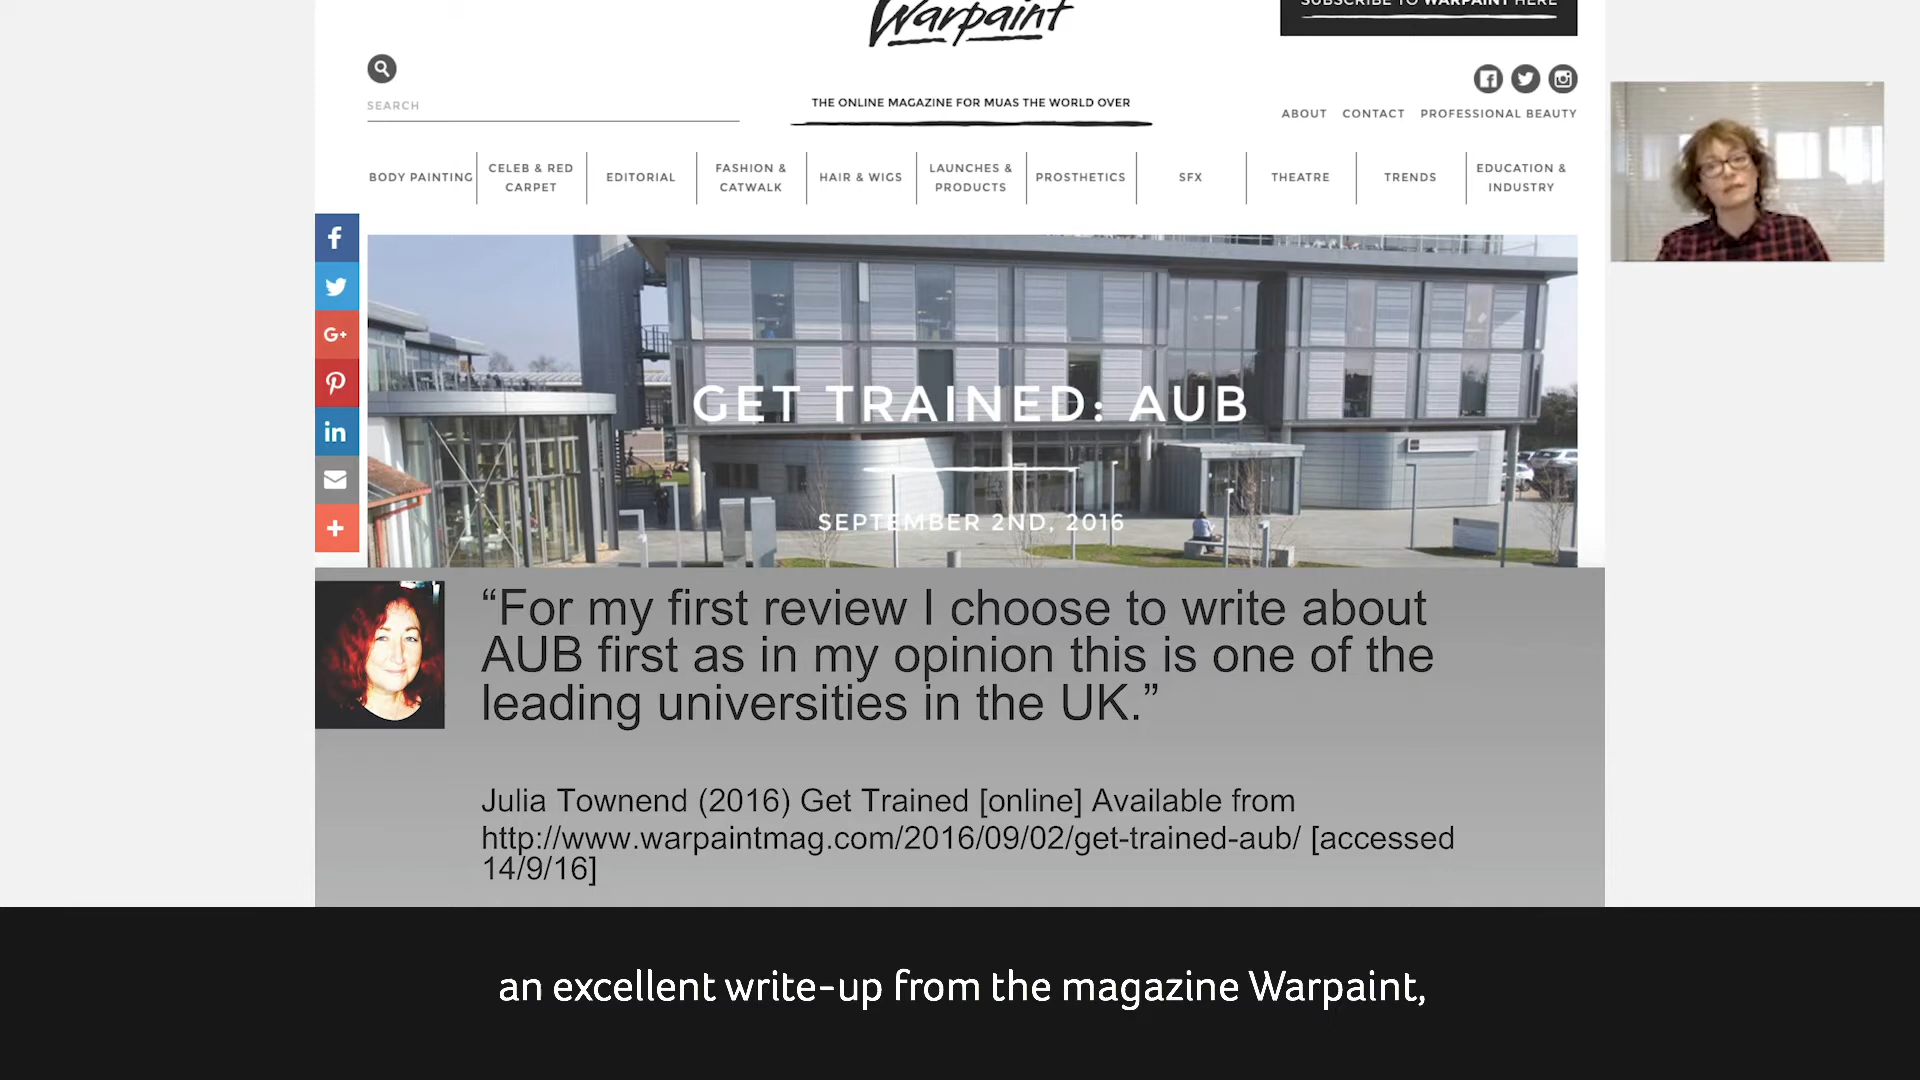 Warpaint
SUBSCRIBE TO WARPAINT HERE
SEARCH
THE ONLINE MAGAZINE FOR MUAS THE WORLD OVER
ABOUT CONTACT PROFESSIONAL BEAUTY
BODY PAINTING
CELEB & RED
CARPET
EDITORIAL
FASHION &
CATWALK
HAIR & WIGS
LAUNCHES &
PRODUCTS
PROSTHETICS
SFX
THEATRE
TRENDS
EDUCATION &
INDUSTRY
f
G+
in
GET TRAINED: AUB
SEPTEMBER 2ND, 2016
“For my first review I choose to write about
AUB first as in my opinion this is one of the
leading universities in the UK.”
Julia Townend (2016) Get Trained [online] Available from
http://www.warpaintmag.com/2016/09/02/get-trained-aub/ [accessed
14/9/16]
an excellent write-up from the magazine Warpaint,